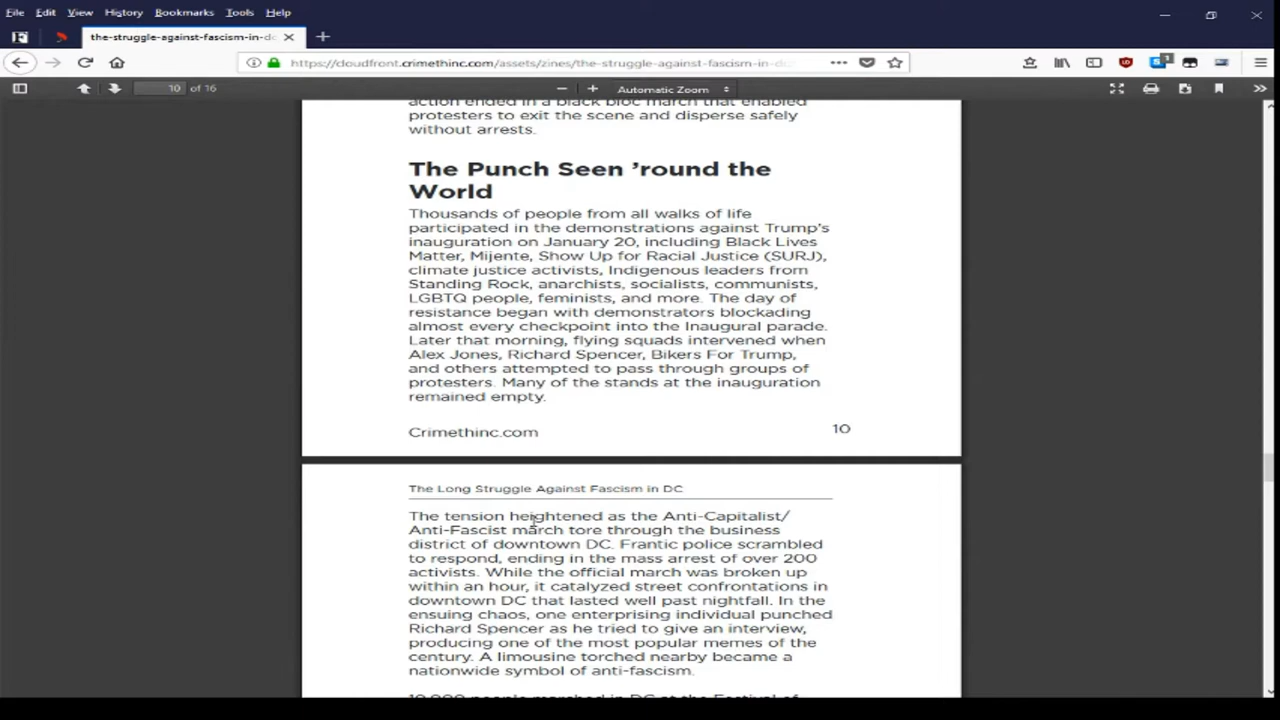 File Edit View History Bookmarks Tools Help
the-struggle-against-fascism-in-dc
https://cloudfront.crimethinc.com/assets/zines/the-struggle-against-fascism-in-d
10 of 16
Automatic Zoom
action ended in a black bloc march that enabled
protesters to exit the scene and disperse safely
without arrests.
The Punch Seen ’round the
World
Thousands of people from all walks of life
participated in the demonstrations against Trump’s
inauguration on January 20, including Black Lives
Matter, Mijente, Show Up for Racial Justice (SURJ),
climate justice activists, Indigenous leaders from
Standing Rock, anarchists, socialists, communists,
LGBTQ people, feminists, and more. The day of
resistance began with demonstrators blockading
almost every checkpoint into the Inaugural parade.
Later that morning, flying squads intervened when
Alex Jones, Richard Spencer, Bikers For Trump,
and others attempted to pass through groups of
protesters. Many of the stands at the inauguration
remained empty.
Crimethinc.com 10
The Long Struggle Against Fascism in DC
The tension heightened as the Anti-Capitalist/
Anti-Fascist march tore through the business
district of downtown DC. Frantic police scrambled
to respond, ending in the mass arrest of over 200
activists. While the official march was broken up
within an hour, it catalyzed street confrontations in
downtown DC that lasted well past nightfall. In the
ensuing chaos, one enterprising individual punched
Richard Spencer as he tried to give an interview,
producing one of the most popular memes of the
century. A limousine torched nearby became a
nationwide symbol of anti-fascism.
10,000 people marched in DC at the Festival of